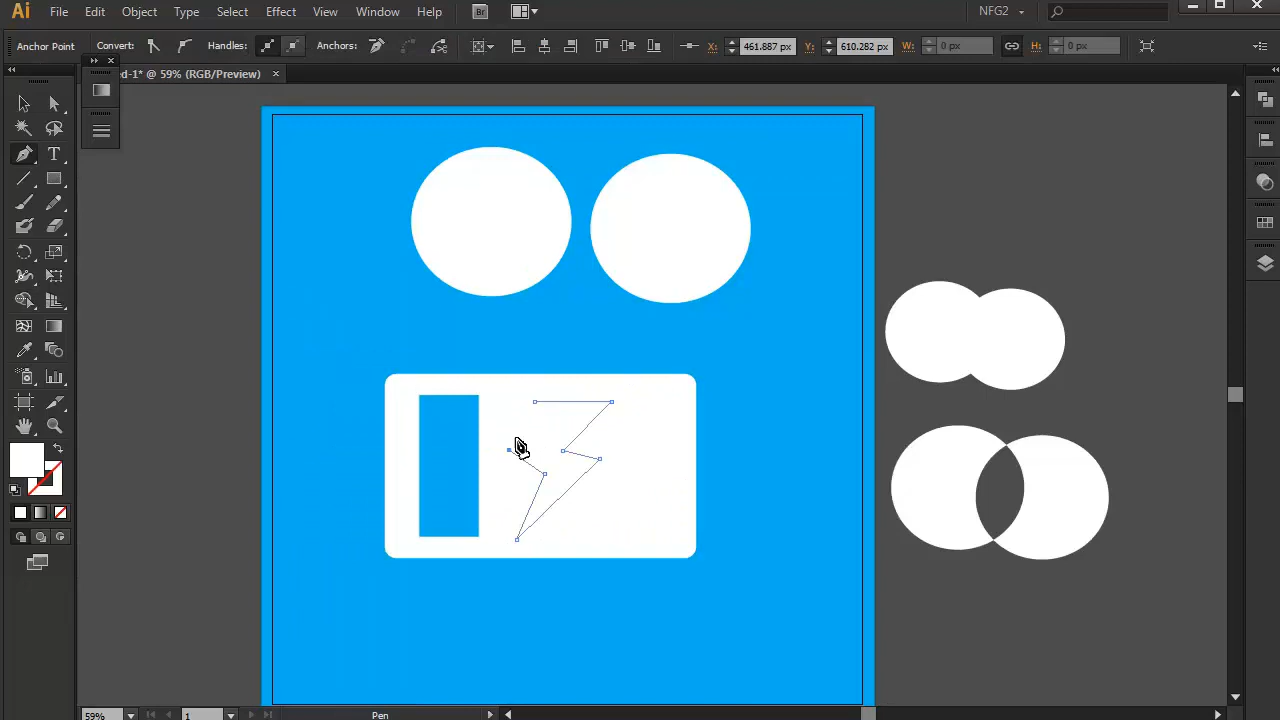 Ai File Edit Object Type Select Effect View Window Help Br NFG2
Anchor Point Convert: Handles: Anchors: X: 461.887 px Y: 610.282 px W: 0 px H: 0 px
ed-1* @ 59% (RGB/Preview)
T
59% 1 Pen